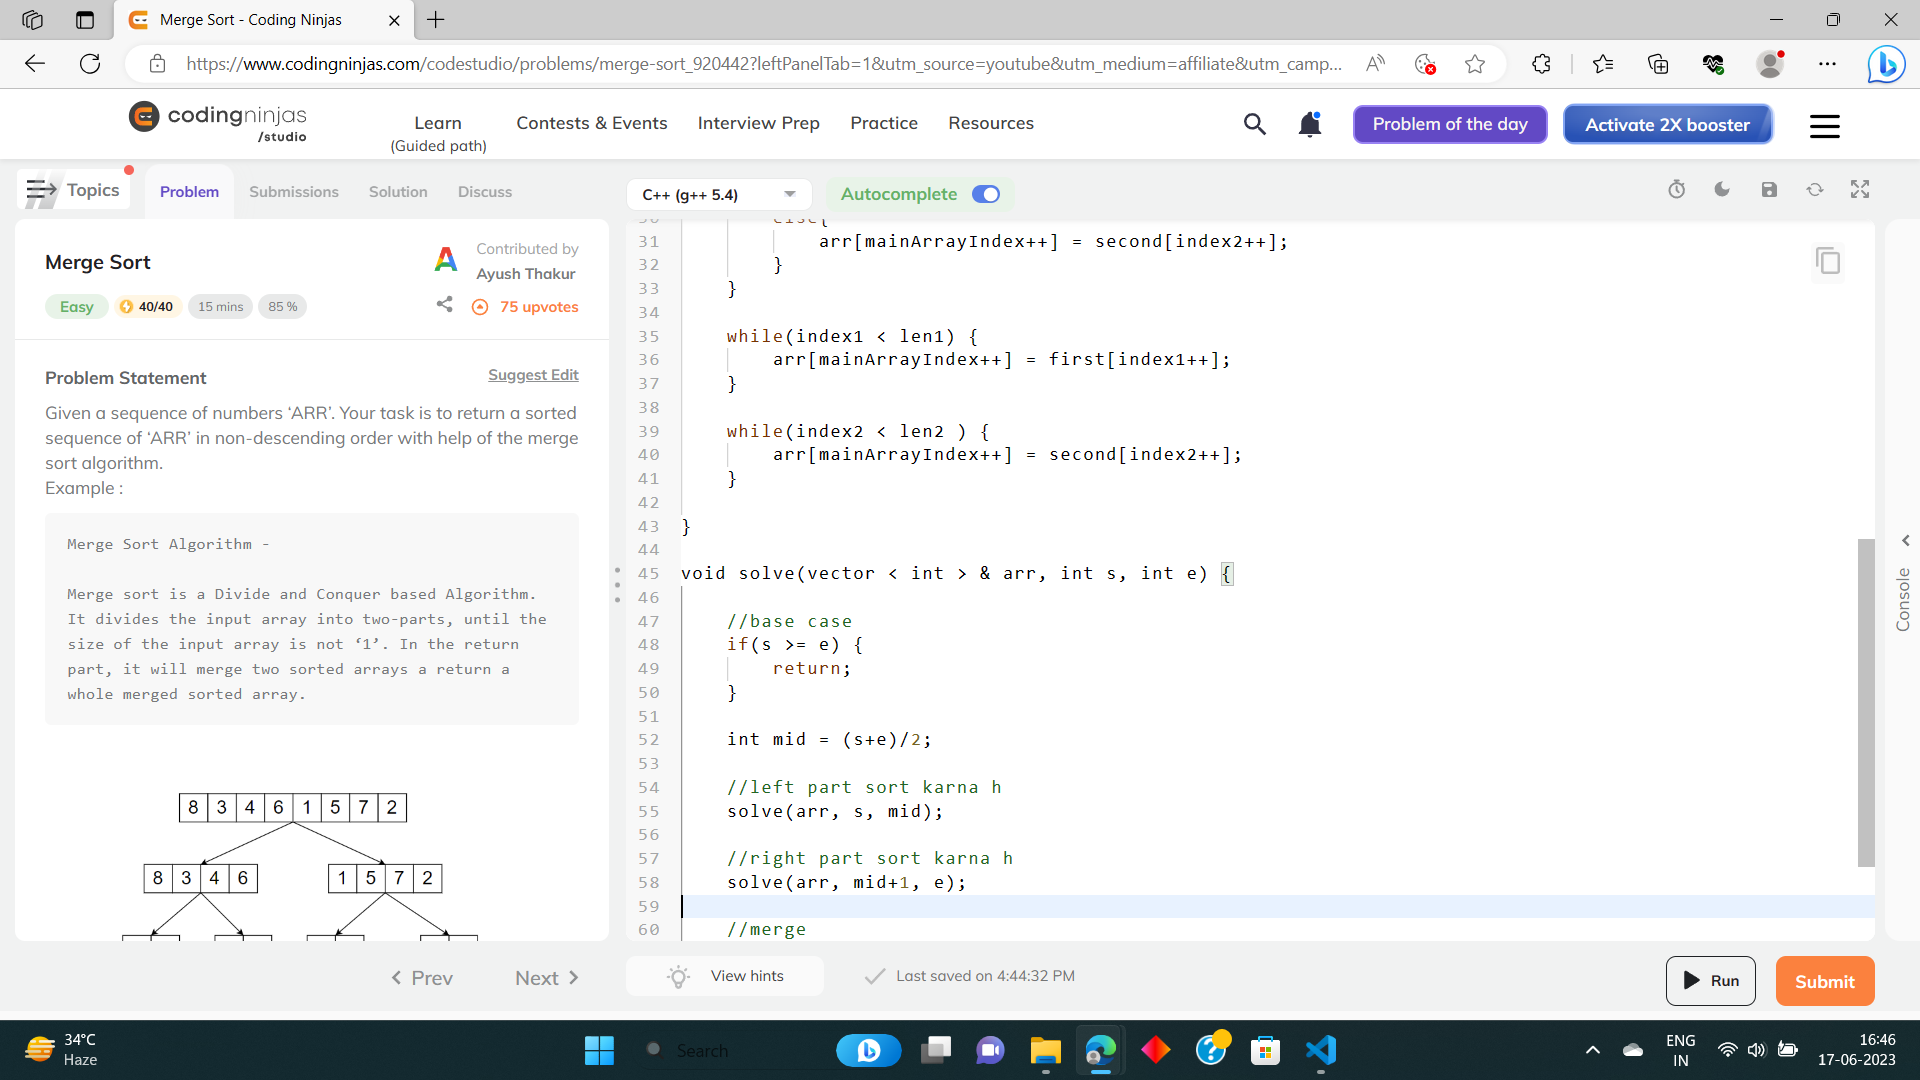 Merge Sort - Coding Ninjas
https://www.codingninjas.com/codestudio/problems/merge-sort_920442?leftPanelTab=1&utm_source=youtube&utm_medium=affiliate&utm_camp...
codingninjas
/studio
Learn
(Guided path)
Contests & Events
Interview Prep
Practice
Resources
Problem of the day
Activate 2X booster
Topics
Problem
Submissions
Solution
Discuss
C++ (g++ 5.4)
Autocomplete
Merge Sort
Contributed by
Ayush Thakur
Easy
40/40
15 mins
85 %
75 upvotes
Problem Statement
Suggest Edit
Given a sequence of numbers ‘ARR’. Your task is to return a sorted
sequence of ‘ARR’ in non-descending order with help of the merge
sort algorithm.
Example :
Merge Sort Algorithm -
Merge sort is a Divide and Conquer based Algorithm.
It divides the input array into two-parts, until the
size of the input array is not ‘1’. In the return
part, it will merge two sorted arrays a return a
whole merged sorted array.
8 3 4 6 1 5 7 2
8 3 4 6
1 5 7 2
Prev
Next
30 else{
31 arr[mainArrayIndex++] = second[index2++];
32 }
33 }
34
35 while(index1 < len1) {
36 arr[mainArrayIndex++] = first[index1++];
37 }
38
39 while(index2 < len2 ) {
40 arr[mainArrayIndex++] = second[index2++];
41 }
42
43 }
44
45 void solve(vector < int > & arr, int s, int e) {
46
47 //base case
48 if(s >= e) {
49 return;
50 }
51
52 int mid = (s+e)/2;
53
54 //left part sort karna h
55 solve(arr, s, mid);
56
57 //right part sort karna h
58 solve(arr, mid+1, e);
59
60 //merge
Console
View hints
Last saved on 4:44:32 PM
Run
Submit
34°C
Haze
Search
ENG
IN
16:46
17-06-2023